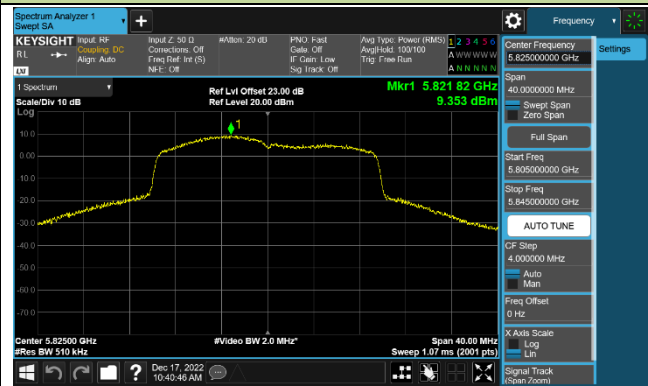 Spectrum Analyzer 1
Swept SA
Frequency
KEYSIGHT
RL
LXI
Input: RF
Coupling: DC
Align: Auto
Input Z: 50 Ω
Corrections: Off
Freq Ref: Int (S)
NFE: Off
#Atten: 20 dB
PNO: Fast
Gate: Off
IF Gain: Low
Sig Track: Off
Avg Type: Power (RMS)
Avg|Hold: 100/100
Trig: Free Run
1 2 3 4 5 6
A W W W W W
A N N N N N
Center Frequency
5.825000000 GHz
Settings
Span
40.0000000 MHz
Swept Span
Zero Span
Full Span
Start Freq
5.805000000 GHz
Stop Freq
5.845000000 GHz
AUTO TUNE
CF Step
4.000000 MHz
Auto
Man
Freq Offset
0 Hz
X Axis Scale
Log
Lin
Signal Track
(Span Zoom)
1 Spectrum
Scale/Div 10 dB
Log
Ref Lvl Offset 23.00 dB
Ref Level 20.00 dBm
Mkr1 5.821 82 GHz
9.353 dBm
1
10.0
0.00
-10.0
-20.0
-30.0
-40.0
-50.0
-60.0
-70.0
Center 5.82500 GHz
#Res BW 510 kHz
#Video BW 2.0 MHz*
Span 40.00 MHz
Sweep 1.07 ms (2001 pts)
?
Dec 17, 2022
10:40:46 AM